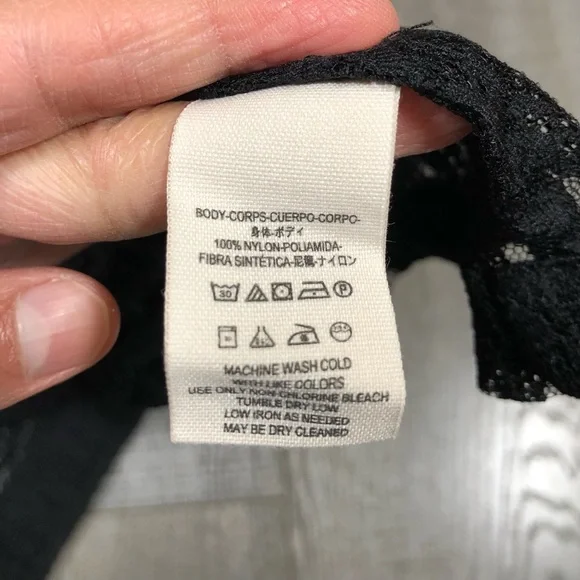 BODY-CORPS-CUERPO-CORPO-
身体-ボディ
100% NYLON-POLIAMIDA-
FIBRA SINTÉTICA-尼龍-ナイロン
30 P
MACHINE WASH COLD
WITH LIKE COLORS
USE ONLY NON-CHLORINE BLEACH
TUMBLE DRY LOW
LOW IRON AS NEEDED
MAY BE DRY CLEANED